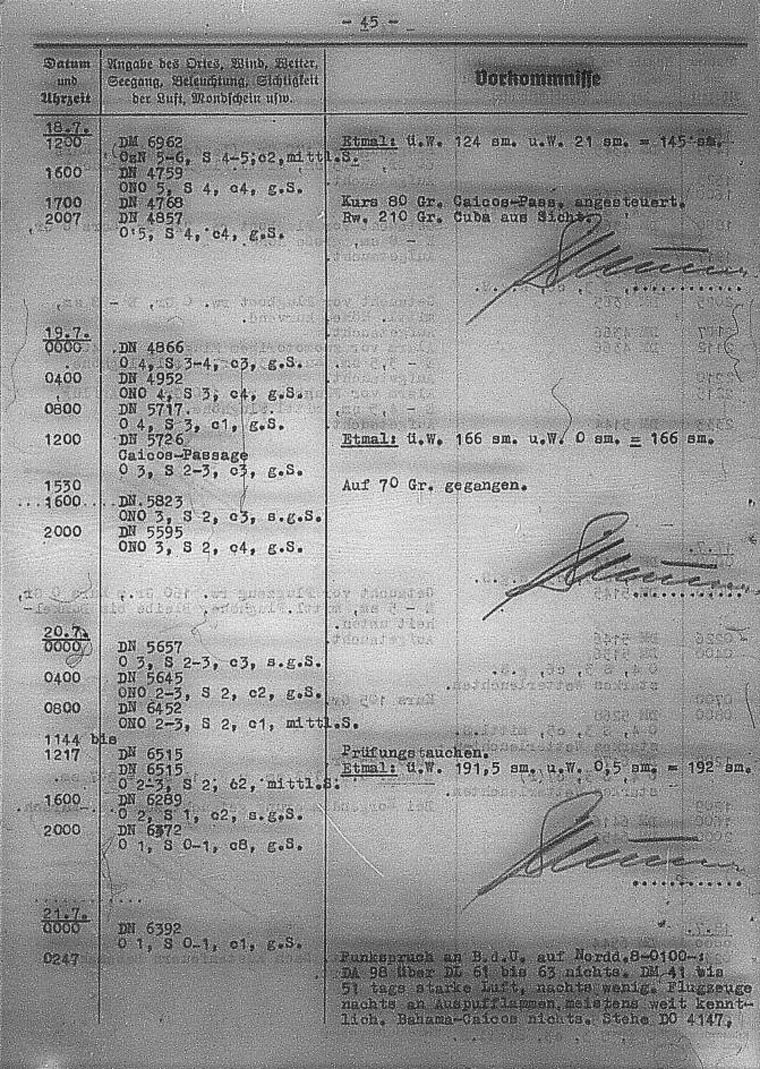 - 45 -
Datum und Uhrzeit
Angabe des Ortes, Wind, Wetter, Seegang, Beleuchtung, Sichtigkeit der Luft, Mondschein usw.
Vorkommnisse
18.7.
1200 DM 6962 Etmal: ü.W. 124 sm. u.W. 21 sm. = 145 sm.
OzN 5-6, S 4-5, c2, mittl.S.
1600 DN 4759
ONO 5, S 4, c4, g.S.
1700 DN 4768 Kurs 80 Gr. Caicos-Pass. angesteuert.
2007 DN 4857 Rw. 210 Gr. Cuba aus Sicht.
O 5, S 4, c4, g.S.
19.7.
0000 DN 4866
O 4, S 3-4, c3, g.S.
0400 DN 4952
ONO 4, S 3, c4, g.S.
0800 DN 5717
O 4, S 3, c1, g.S.
1200 DN 5726 Etmal: ü.W. 166 sm. u.W. 0 sm. = 166 sm.
Caicos-Passage
O 3, S 2-3, c3, g.S.
1530 Auf 70 Gr. gegangen.
1600 DN 5823
ONO 3, S 2, c3, s.g.S.
2000 DN 5595
ONO 3, S 2, c4, g.S.
20.7.
0000 DN 5657
O 3, S 2-3, c3, s.g.S.
0400 DN 5645
ONO 2-3, S 2, c2, g.S.
0800 DN 6452
ONO 2-3, S 2, c1, mittl.S.
1144 bis
1217 DN 6515 Prüfungstauchen.
DN 6515 Etmal: ü.W. 191,5 sm. u.W. 0,5 sm. = 192 sm.
O 2-3, S 2, c2, mittl.S.
1600 DN 6289
O 2, S 1, c2, s.g.S.
2000 DN 6372
O 1, S 0-1, c8, g.S.
21.7.
0000 DN 6392
O 1, S 0-1, c1, g.S.
0247 Funkspruch an B.d.U. auf Nordd.8-0100-:
DA 98 über DL 61 bis 63 nichts. DM 41 bis
51 tags starke Luft, nachts wenig. Flugzeuge
nachts an Auspufflammen meistens weit kennt-
lich. Bahama-Caicos nichts. Stehe DO 4147,